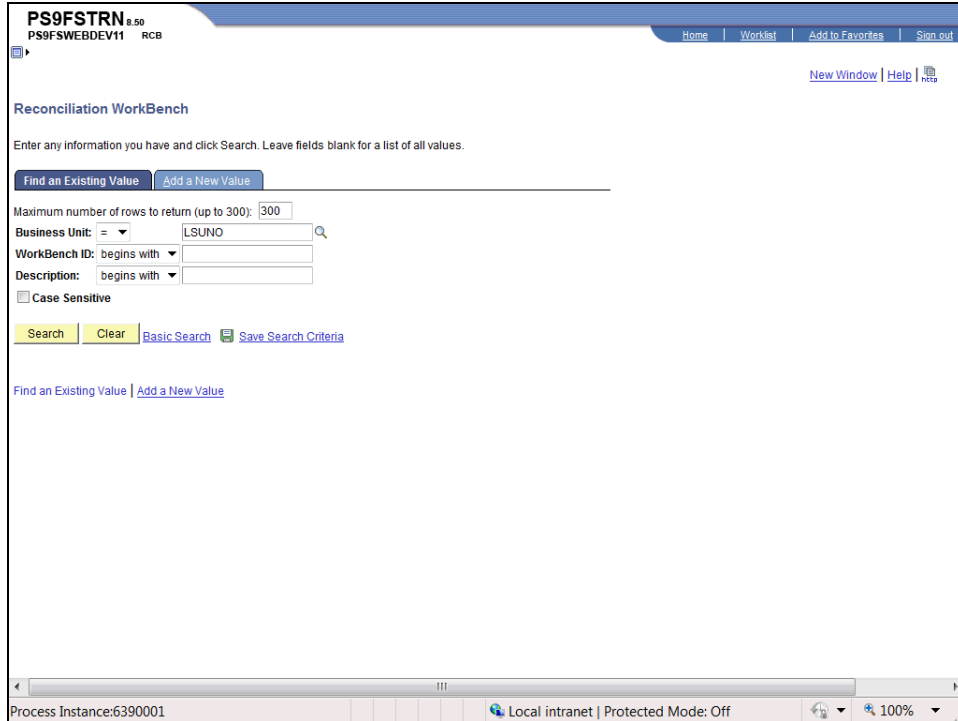 PS9FSTRN 8.50
PS9FSWEBDEV11 RCB
Home | Worklist | Add to Favorites | Sign out
New Window | Help | http
Reconciliation WorkBench
Enter any information you have and click Search. Leave fields blank for a list of all values.
Find an Existing Value Add a New Value
Maximum number of rows to return (up to 300): 300
Business Unit: = LSUNO
WorkBench ID: begins with
Description: begins with
Case Sensitive
Search Clear Basic Search Save Search Criteria
Find an Existing Value | Add a New Value
Process Instance:6390001 Local intranet | Protected Mode: Off 100%